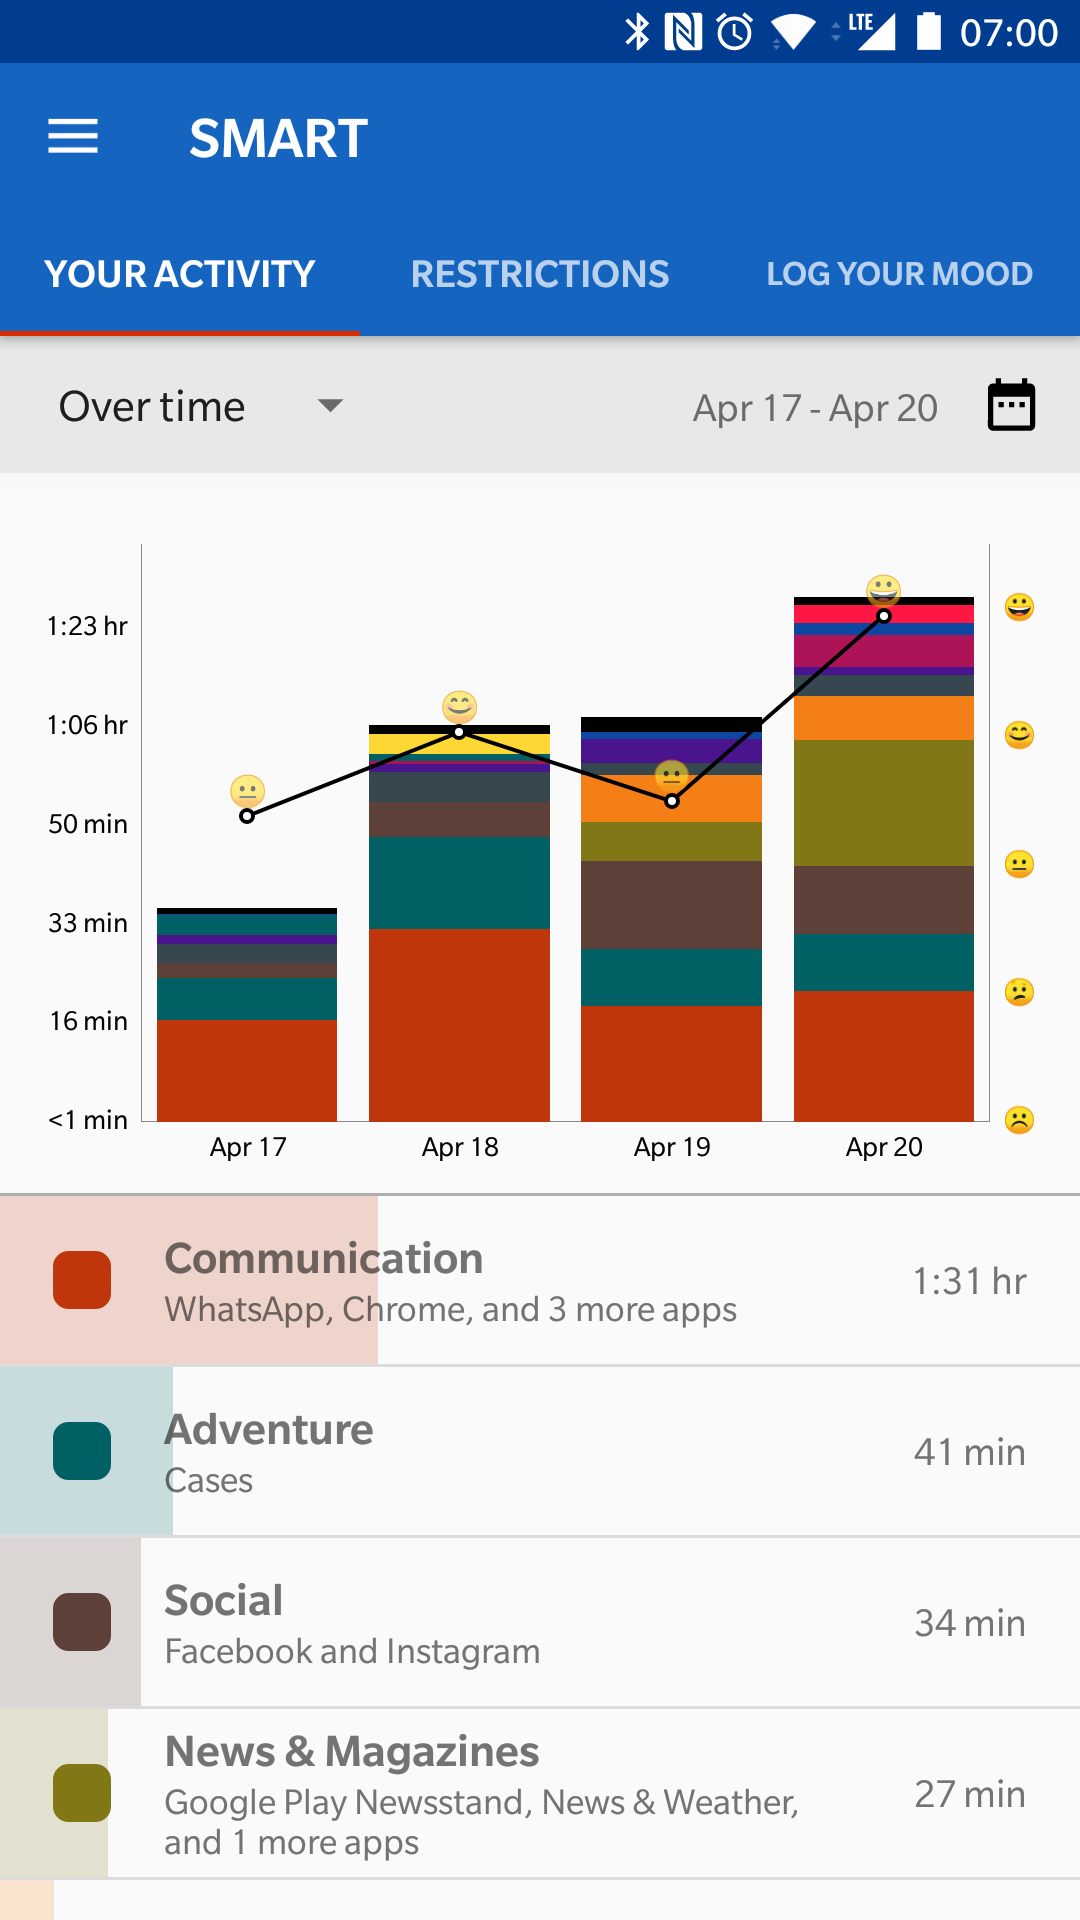 LTE 07:00
SMART
YOUR ACTIVITY RESTRICTIONS LOG YOUR MOOD
Over time Apr 17 - Apr 20
1:23 hr
1:06 hr
50 min
33 min
16 min
<1 min
Apr 17 Apr 18 Apr 19 Apr 20
Communication
WhatsApp, Chrome, and 3 more apps
1:31 hr
Adventure
Cases
41 min
Social
Facebook and Instagram
34 min
News & Magazines
Google Play Newsstand, News & Weather,
and 1 more apps
27 min